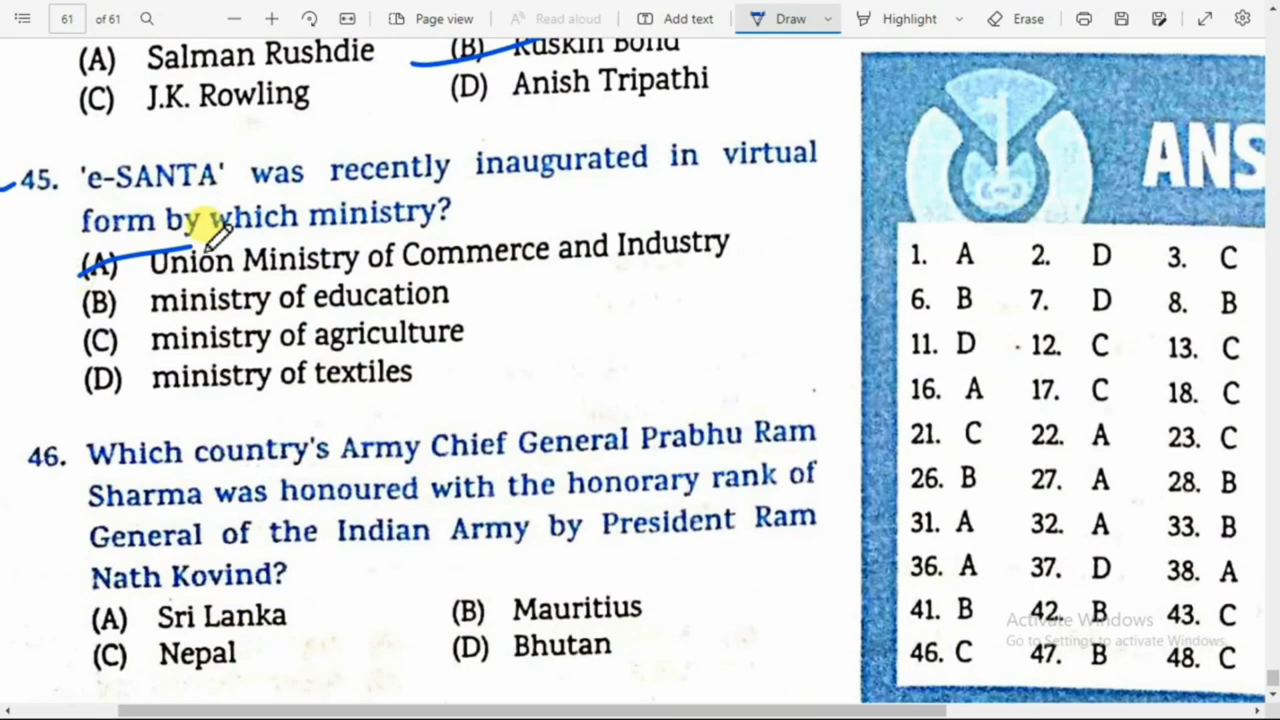 61 of 61 Page view Read aloud Add text Draw Highlight Erase
(A) Salman Rushdie (B) Ruskin Bond
(C) J.K. Rowling (D) Anish Tripathi
45. 'e-SANTA' was recently inaugurated in virtual
form by which ministry?
(A) Union Ministry of Commerce and Industry
(B) ministry of education
(C) ministry of agriculture
(D) ministry of textiles
46. Which country's Army Chief General Prabhu Ram
Sharma was honoured with the honorary rank of
General of the Indian Army by President Ram
Nath Kovind?
(A) Sri Lanka (B) Mauritius
(C) Nepal (D) Bhutan
ANS
1. A 2. D 3. C
6. B 7. D 8. B
11. D 12. C 13. C
16. A 17. C 18. C
21. C 22. A 23. C
26. B 27. A 28. B
31. A 32. A 33. B
36. A 37. D 38. A
41. B 42. B 43. C
46. C 47. B 48. C
Activate Windows
Go to Settings to activate Windows.